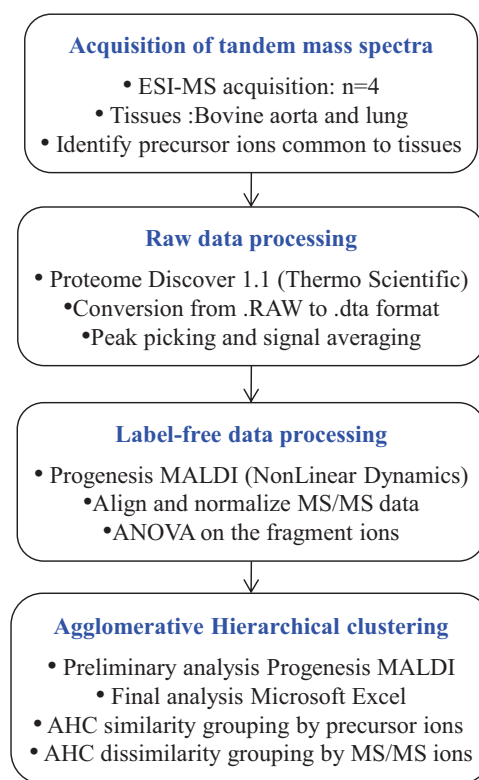 Acquisition of tandem mass spectra
• ESI-MS acquisition: n=4
• Tissues :Bovine aorta and lung
• Identify precursor ions common to tissues
Raw data processing
• Proteome Discover 1.1 (Thermo Scientific)
•Conversion from .RAW to .dta format
•Peak picking and signal averaging
Label-free data processing
• Progenesis MALDI (NonLinear Dynamics)
•Align and normalize MS/MS data
•ANOVA on the fragment ions
Agglomerative Hierarchical clustering
• Preliminary analysis Progenesis MALDI
• Final analysis Microsoft Excel
• AHC similarity grouping by precursor ions
• AHC dissimilarity grouping by MS/MS ions